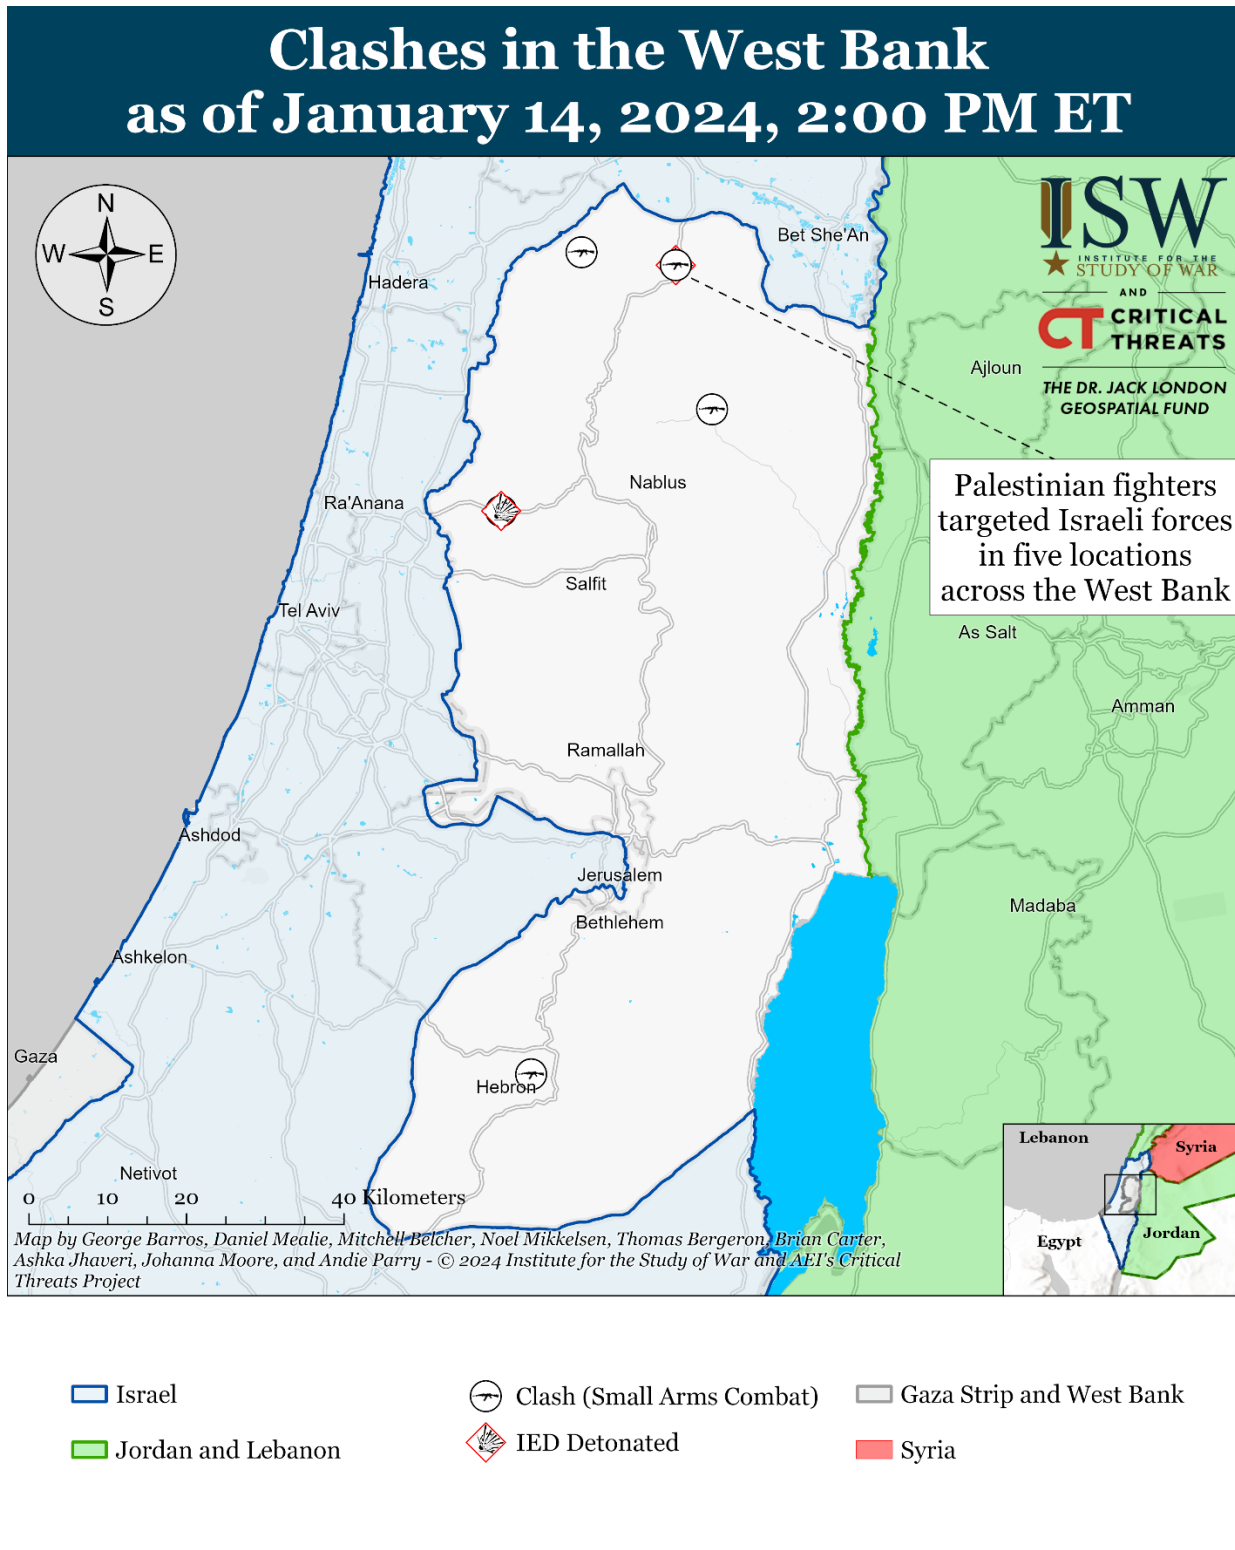 Clashes in the West Bank
as of January 14, 2024, 2:00 PM ET
N
W
E
S
ISW
INSTITUTE FOR THE
STUDY OF WAR
AND
CT CRITICAL
THREATS
THE DR. JACK LONDON
GEOSPATIAL FUND
Bet She'An
Hadera
Ajloun
Palestinian fighters
targeted Israeli forces
in five locations
across the West Bank
Nablus
Ra'Anana
Salfit
Tel Aviv
As Salt
Amman
Ramallah
Ashdod
Jerusalem
Bethlehem
Madaba
Ashkelon
Gaza
Hebron
Netivot
0 10 20 40 Kilometers
Lebanon
Syria
Egypt
Jordan
Map by George Barros, Daniel Mealie, Mitchell Belcher, Noel Mikkelsen, Thomas Bergeron, Brian Carter,
Ashka Jhaveri, Johanna Moore, and Andie Parry - © 2024 Institute for the Study of War and AEI's Critical
Threats Project
Israel
Clash (Small Arms Combat)
Gaza Strip and West Bank
Jordan and Lebanon
IED Detonated
Syria